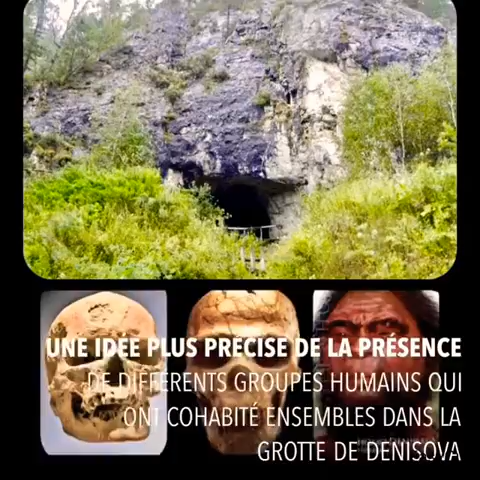 UNE IDÉE PLUS PRÉCISE DE LA PRÉSENCE
DE DIFFÉRENTS GROUPES HUMAINS QUI
ONT COHABITÉ ENSEMBLES DANS LA
GROTTE DE DENISOVA